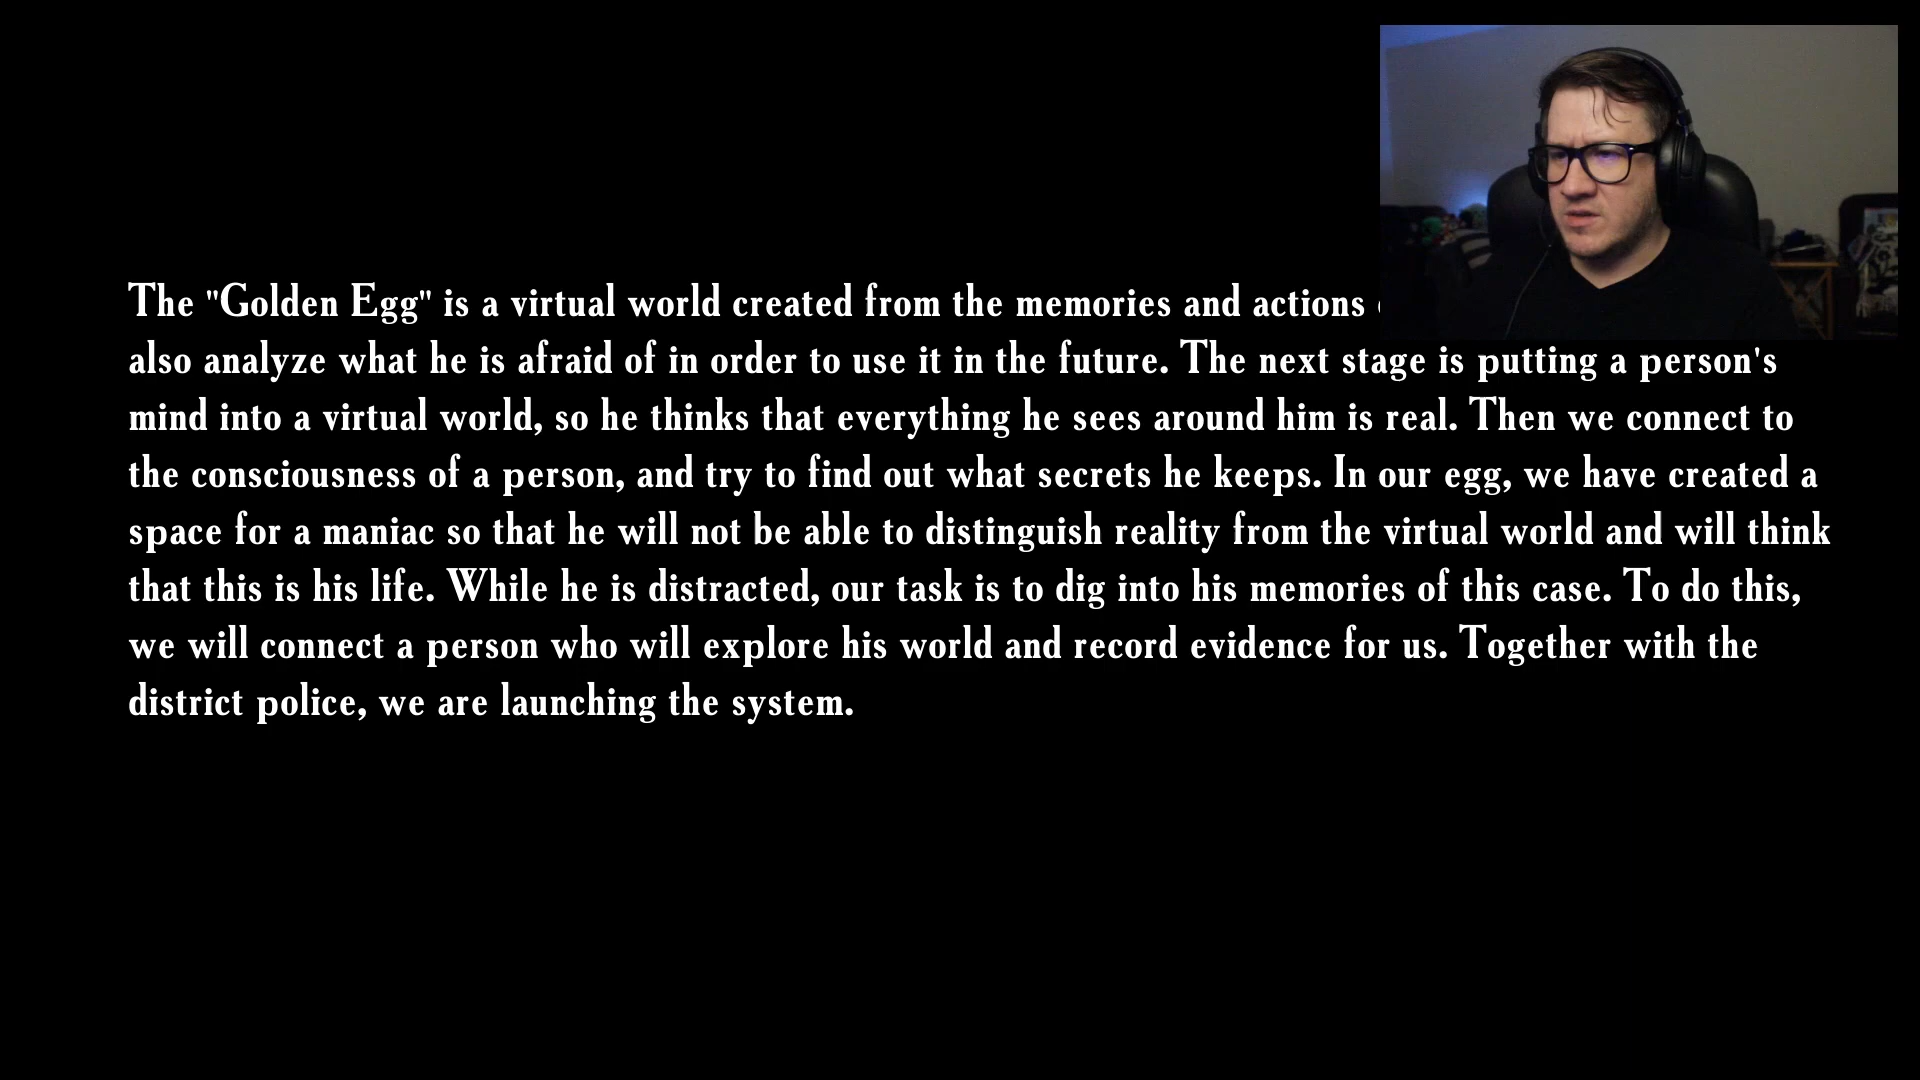 The "Golden Egg" is a virtual world created from the memories and actions
also analyze what he is afraid of in order to use it in the future. The next stage is putting a person's
mind into a virtual world, so he thinks that everything he sees around him is real. Then we connect to
the consciousness of a person, and try to find out what secrets he keeps. In our egg, we have created a
space for a maniac so that he will not be able to distinguish reality from the virtual world and will think
that this is his life. While he is distracted, our task is to dig into his memories of this case. To do this,
we will connect a person who will explore his world and record evidence for us. Together with the
district police, we are launching the system.